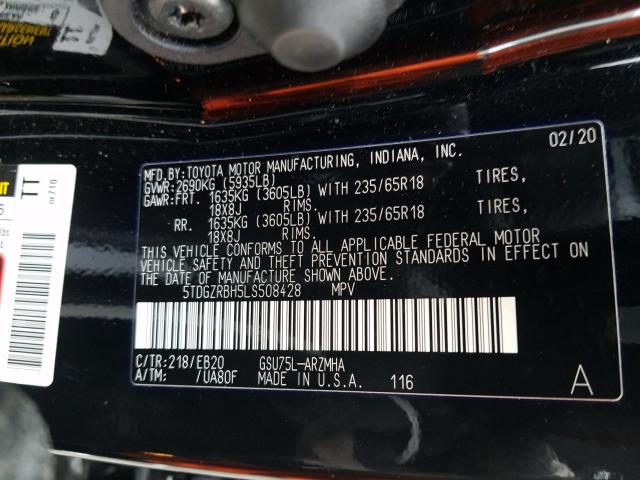 02/20
MFD.BY:TOYOTA MOTOR MANUFACTURING, INDIANA, INC.
GVWR:2690KG (5935LB)
GAWR:FRT. 1635KG (3605LB) WITH 235/65R18 TIRES,
18X8J RIMS.
RR. 1635KG (3605LB) WITH 235/65R18 TIRES,
18X8J RIMS.
THIS VEHICLE CONFORMS TO ALL APPLICABLE FEDERAL MOTOR
VEHICLE SAFETY AND THEFT PREVENTION STANDARDS IN EFFECT ON
THE DATE OF MANUFACTURE SHOWN ABOVE.
5TDGZRBH5LS508428 MPV
C/TR:218/EB20 GSU75L-ARZMHA
A/TM: /UA80F MADE IN U.S.A. 116
A
TT